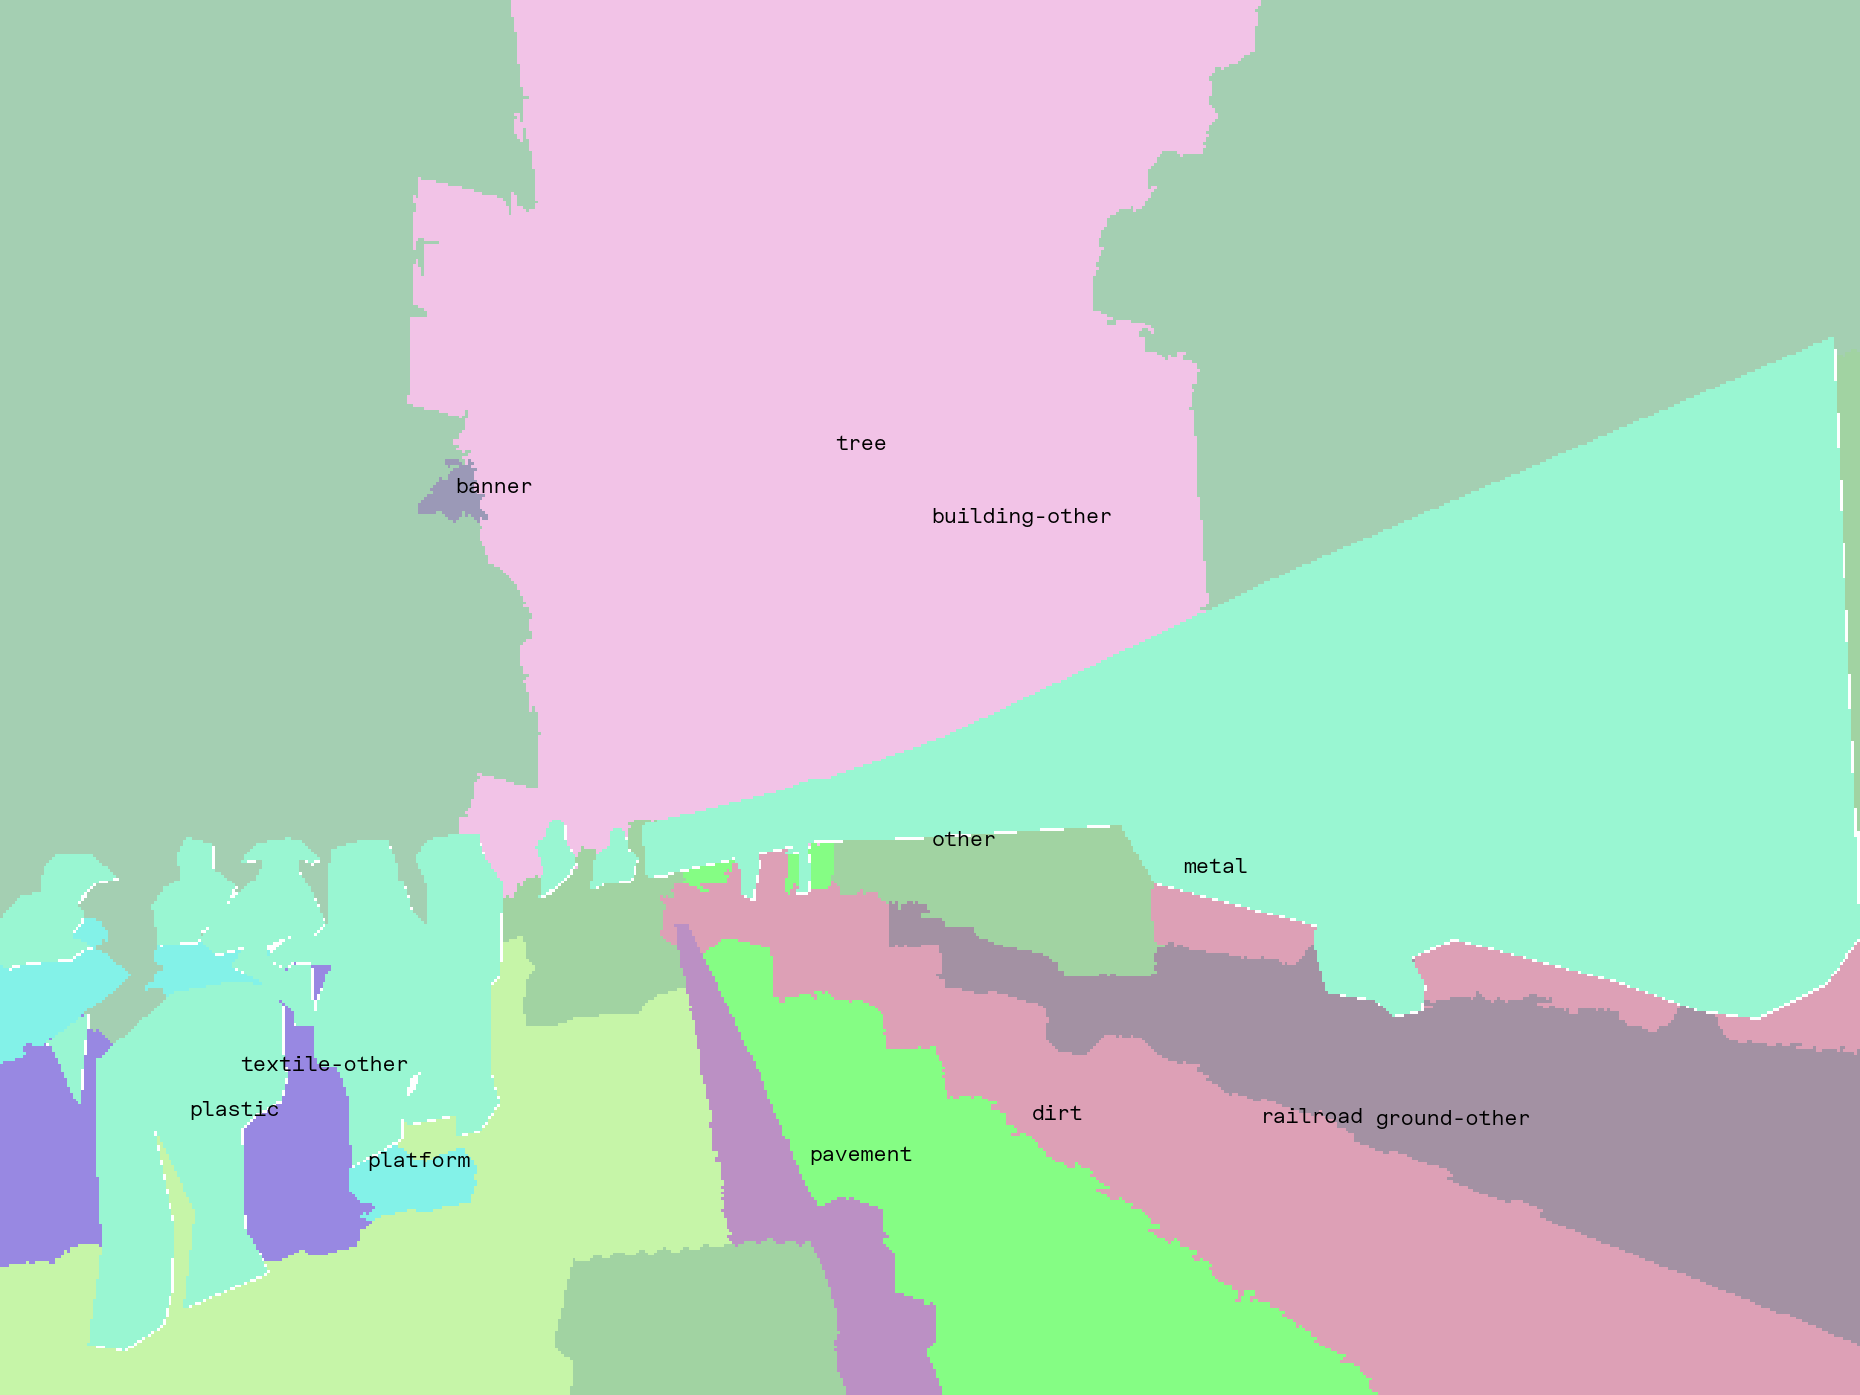 tree
banner
building-other
other
metal
textile-other
plastic
dirt
railroad ground-other
pavement
platform